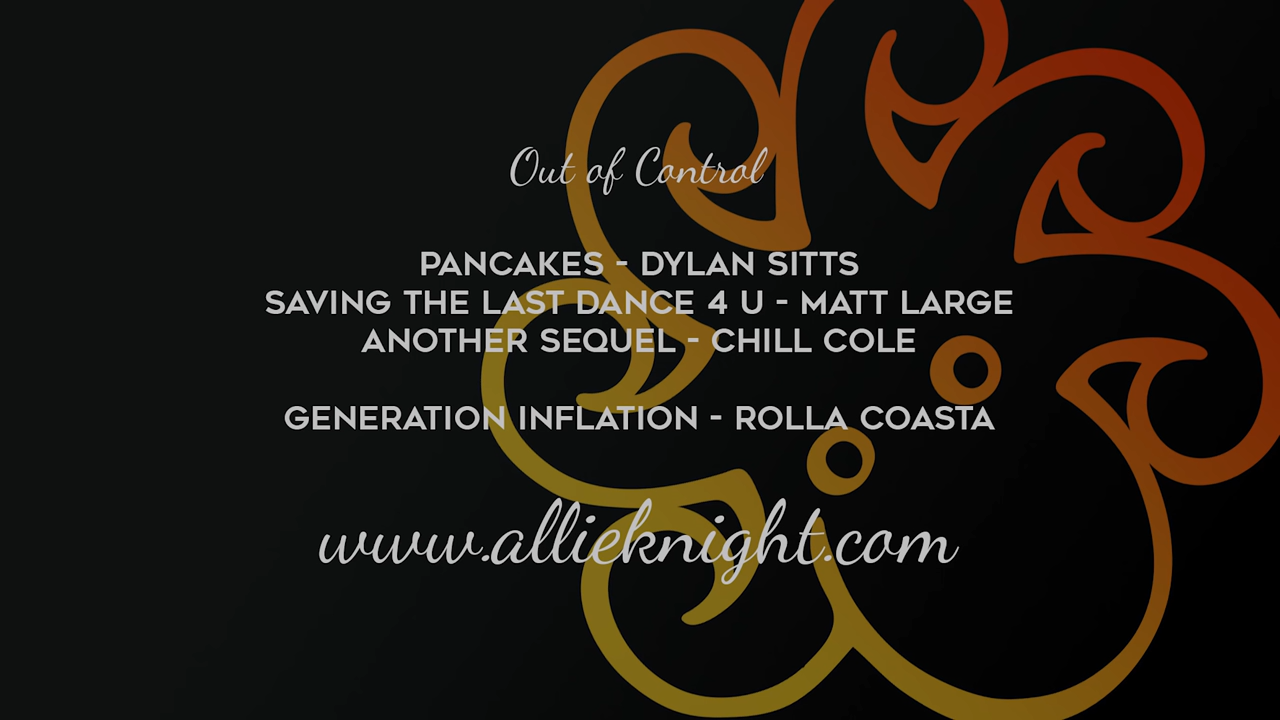 Out of Control
PANCAKES - DYLAN SITTS
SAVING THE LAST DANCE 4 U - MATT LARGE
ANOTHER SEQUEL - CHILL COLE
GENERATION INFLATION - ROLLA COASTA
www.allieknight.com